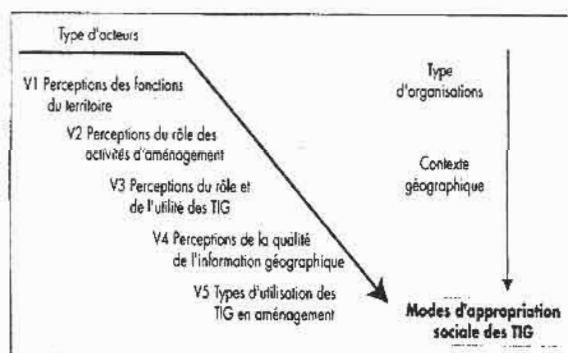 Type d'acteurs
V1 Perceptions des fonctions
du territoire
V2 Perceptions du rôle des
activités d'aménagement
V3 Perceptions du rôle et
de l'utilité des TIG
V4 Perceptions de la qualité
de l'information géographique
V5 Types d'utilisation des
TIG en aménagement
Type
d'organisations
Contexte
géographique
Modes d'appropriation
sociale des TIG